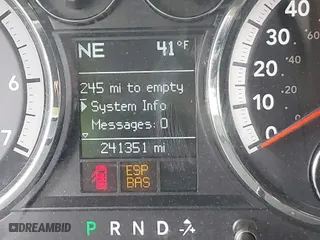 NE 41°F
245 mi to empty
System Info
Messages: 0
241351 mi
ESP
BAS
P R N D
7
6
40
30
20
10
0
0
DREAMBID